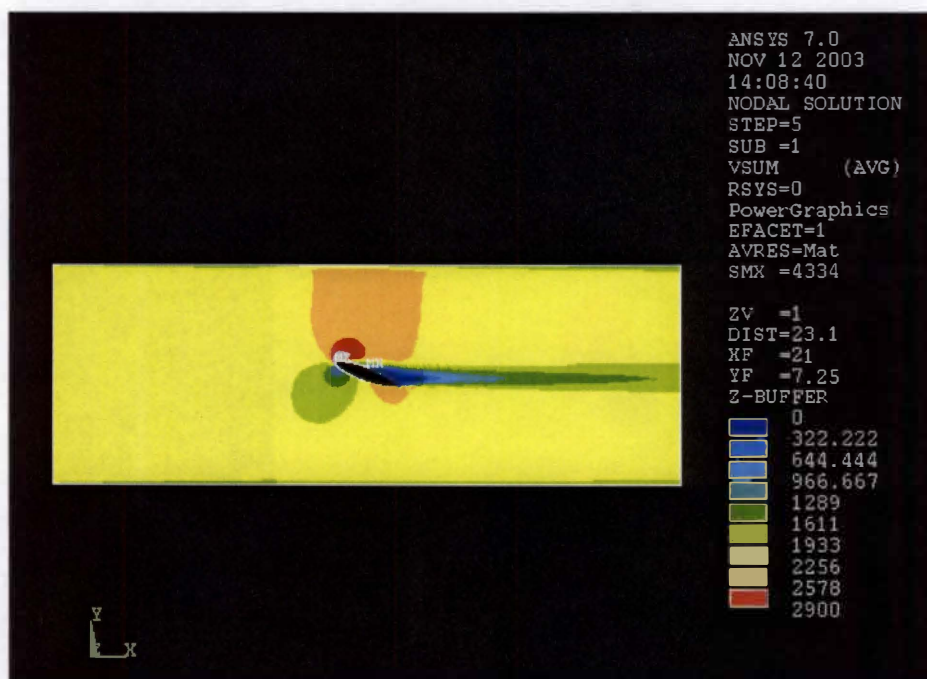 ANSYS 7.0
NOV 12 2003
14:08:40
NODAL SOLUTION
STEP=5
SUB =1
VSUM (AVG)
RSYS=0
PowerGraphics
EFACET=1
AVRES=Mat
SMX =4334
ZV =1
DIST=23.1
XF =21
YF =7.25
Z-BUFFER
0
322.222
644.444
966.667
1289
1611
1933
2256
2578
2900
MN
Y
Z X